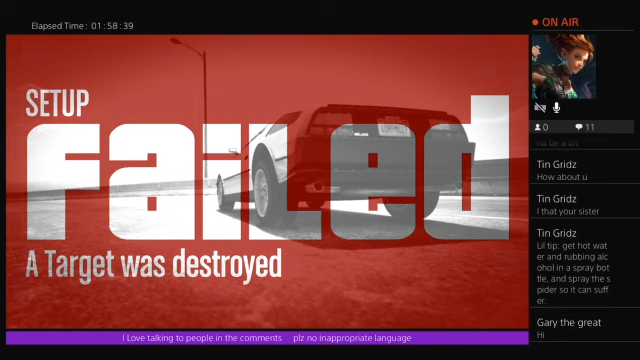 Elapsed Time : 01 : 58 : 39
ON AIR
SETUP
FaiLed
A Target was destroyed
0
11
Tin Gridz
How about u
Tin Gridz
I that your sister
Tin Gridz
Lil tip: get hot wat
er and rubbing alc
ohol in a spray bot
tle, and spray the s
pider so it can suff
er.
Gary the great
Hi
I Love talking to people in the comments plz no inappropriate language